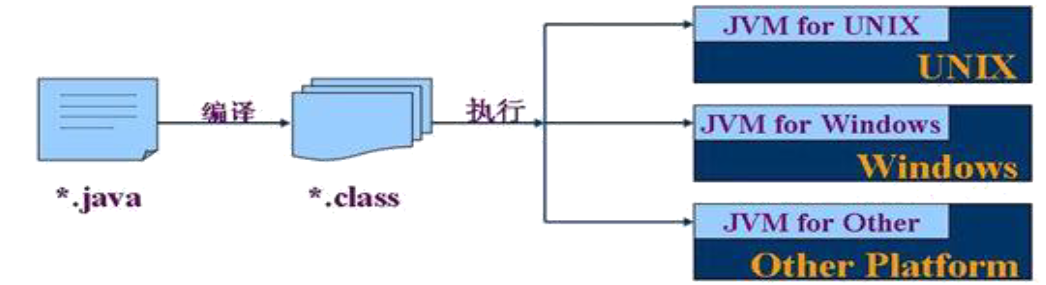 *.java
编译
*.class
执行
JVM for UNIX
UNIX
JVM for Windows
Windows
JVM for Other
Other Platform